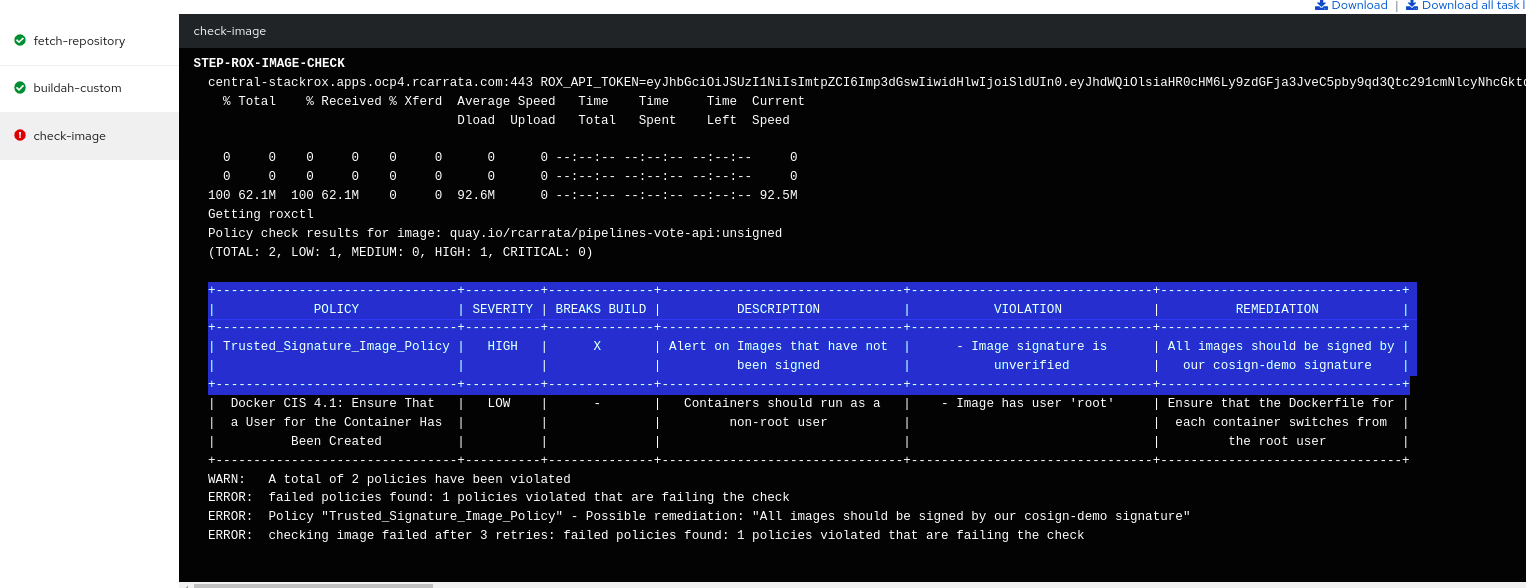 Download | Download all task l
fetch-repository
buildah-custom
check-image
check-image
STEP-ROX-IMAGE-CHECK
central-stackrox.apps.ocp4.rcarrata.com:443
  % Total    % Received % Xferd  Average Speed   Time    Time     Time  Current
                                 Dload  Upload   Total   Spent    Left  Speed
  0     0    0     0    0     0      0      0 --:--:-- --:--:-- --:--:--     0
  0     0    0     0    0     0      0      0 --:--:-- --:--:-- --:--:--     0
100 62.1M  100 62.1M    0     0  92.6M      0 --:--:-- --:--:-- --:--:-- 92.5M
Getting roxctl
Policy check results for image: quay.io/rcarrata/pipelines-vote-api:unsigned
(TOTAL: 2, LOW: 1, MEDIUM: 0, HIGH: 1, CRITICAL: 0)
+--------------------------------+----------+--------------+--------------------------------+--------------------------------+--------------------------------+
|             POLICY             | SEVERITY | BREAKS BUILD |          DESCRIPTION           |           VIOLATION            |          REMEDIATION           |
+--------------------------------+----------+--------------+--------------------------------+--------------------------------+--------------------------------+
| Trusted_Signature_Image_Policy |   HIGH   |      X       | Alert on Images that have not  |      - Image signature is      | All images should be signed by |
|                                |          |              |          been signed           |           unverified           |   our cosign-demo signature    |
+--------------------------------+----------+--------------+--------------------------------+--------------------------------+--------------------------------+
|  Docker CIS 4.1: Ensure That   |   LOW    |      -       |   Containers should run as a   |    - Image has user 'root'     | Ensure that the Dockerfile for |
|  a User for the Container Has  |          |              |         non-root user          |                                |  each container switches from  |
|          Been Created          |          |              |                                |                                |         the root user          |
+--------------------------------+----------+--------------+--------------------------------+--------------------------------+--------------------------------+
WARN:   A total of 2 policies have been violated
ERROR:  failed policies found: 1 policies violated that are failing the check
ERROR:  Policy "Trusted_Signature_Image_Policy" - Possible remediation: "All images should be signed by our cosign-demo signature"
ERROR:  checking image failed after 3 retries: failed policies found: 1 policies violated that are failing the check